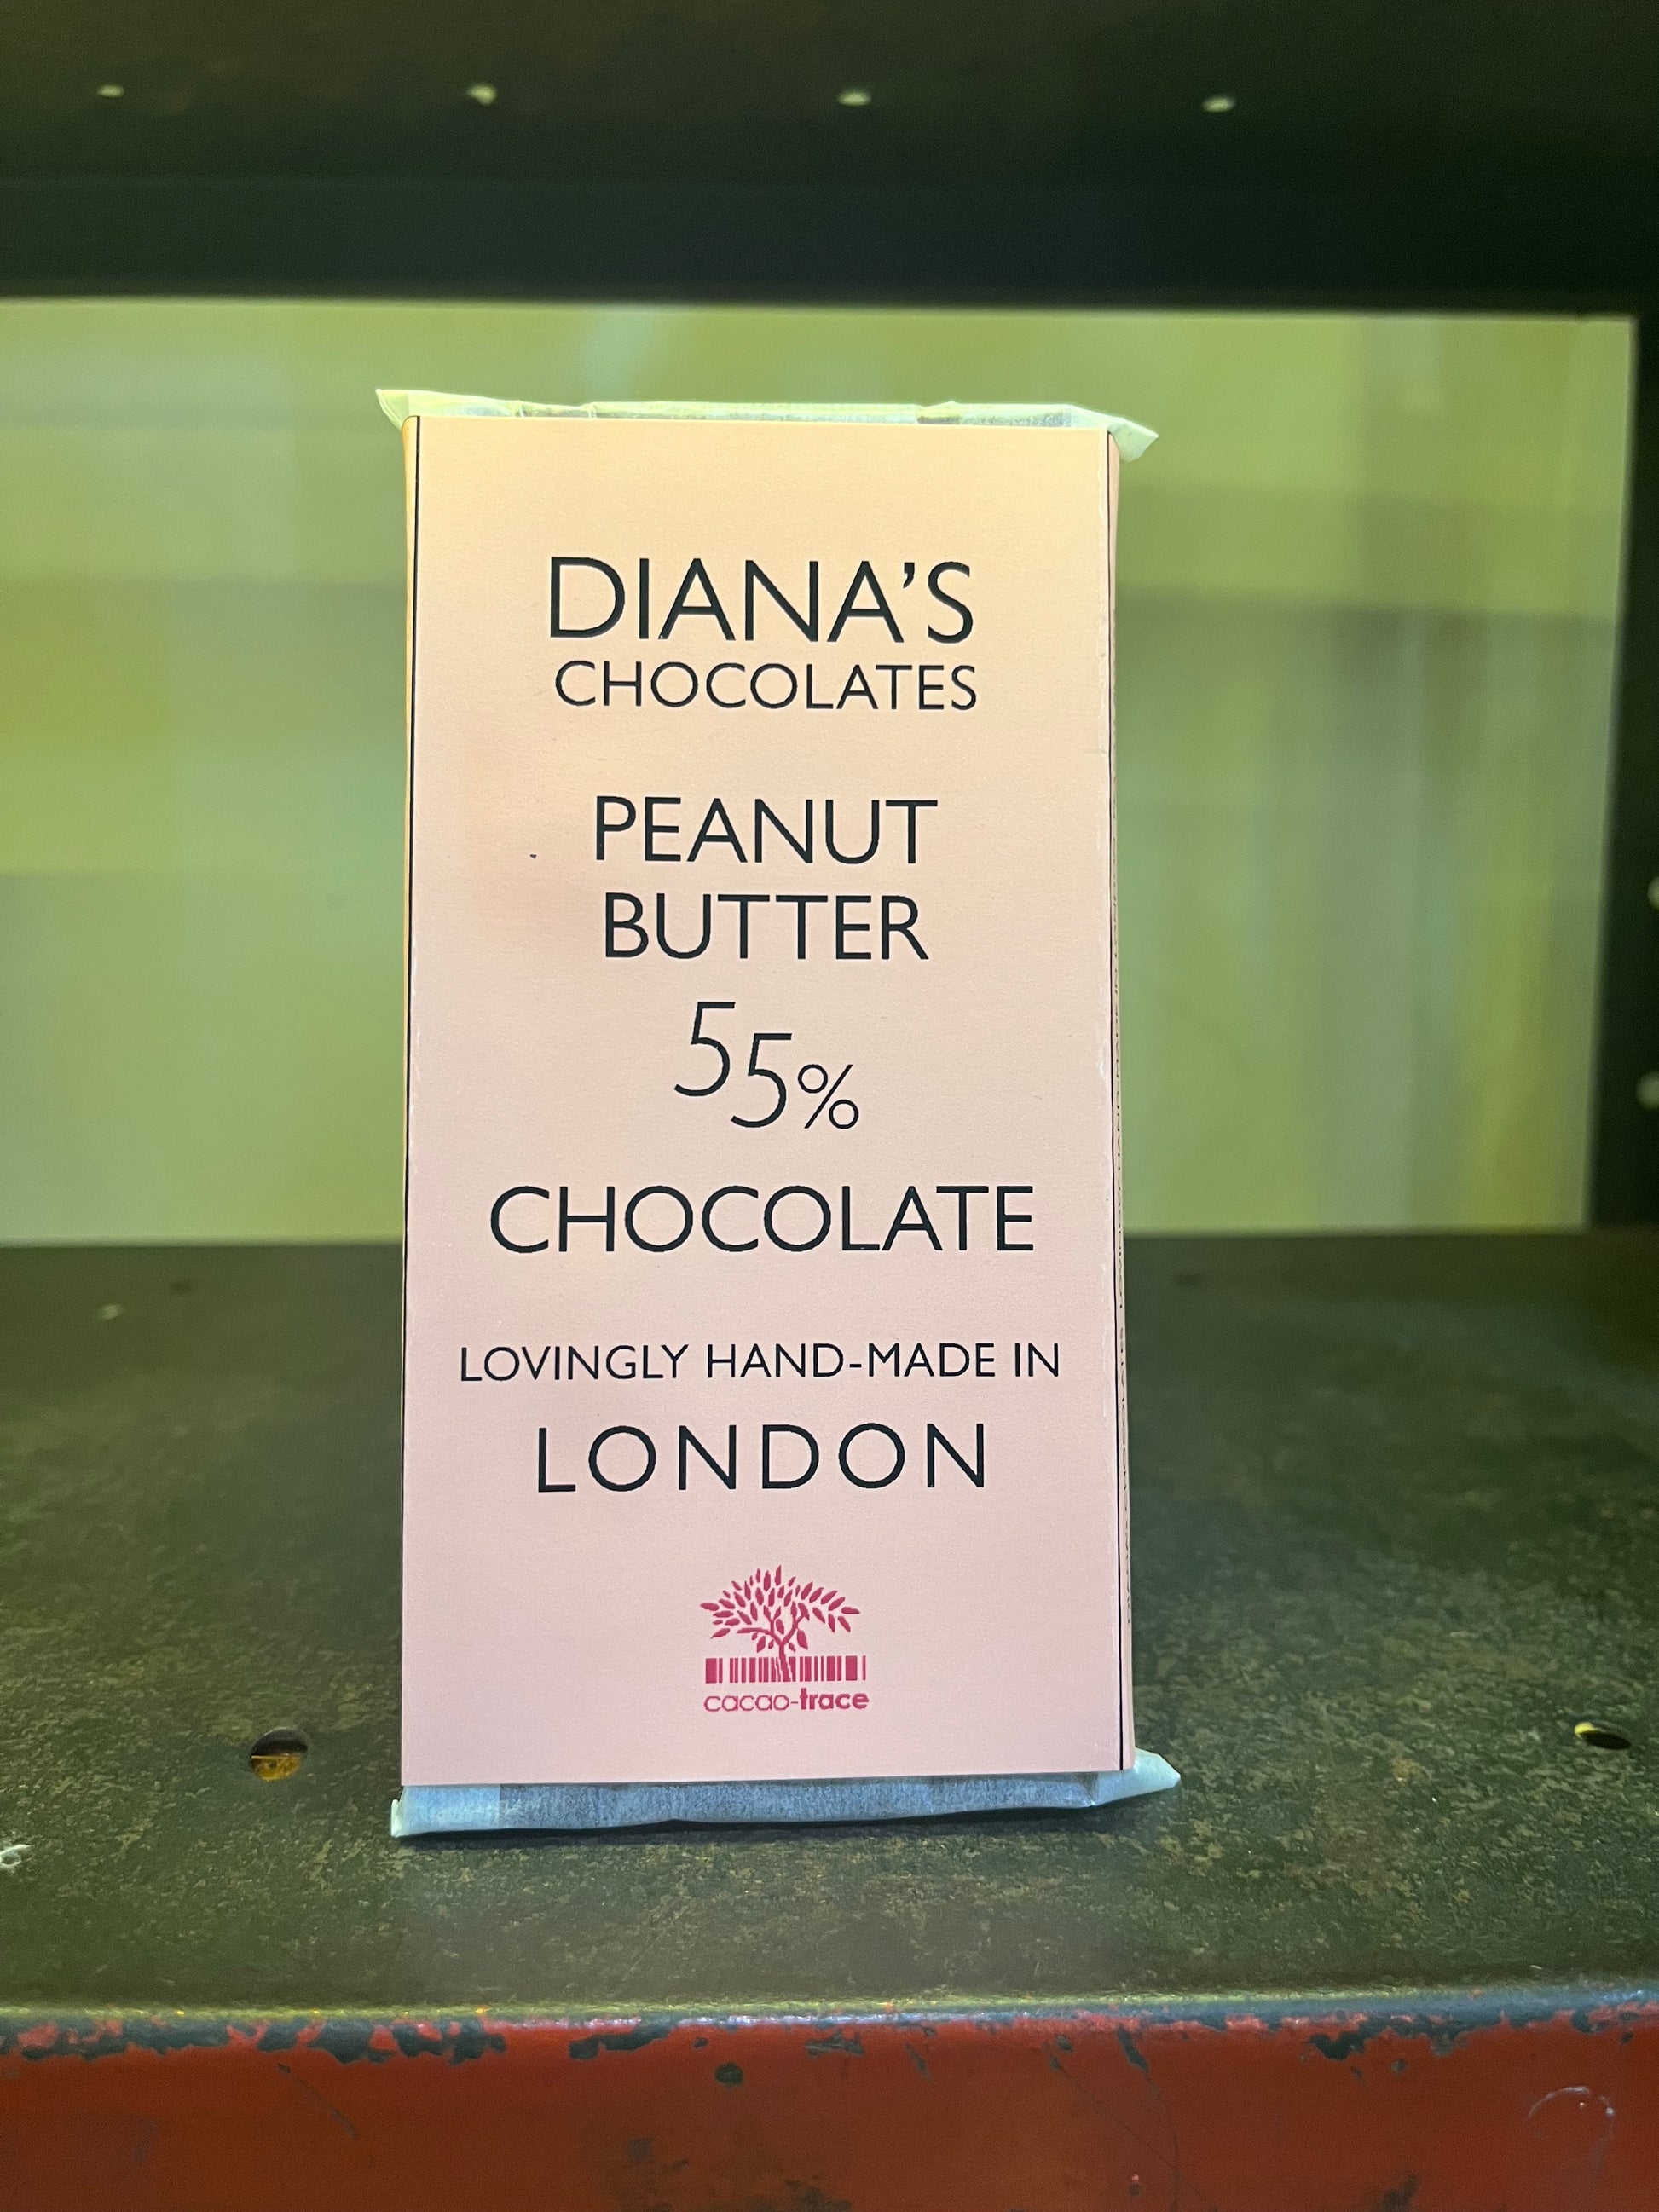 DIANA'S
CHOCOLATES
PEANUT
BUTTER
55%
CHOCOLATE
LOVINGLY HAND-MADE IN
LONDON
cacao-trace